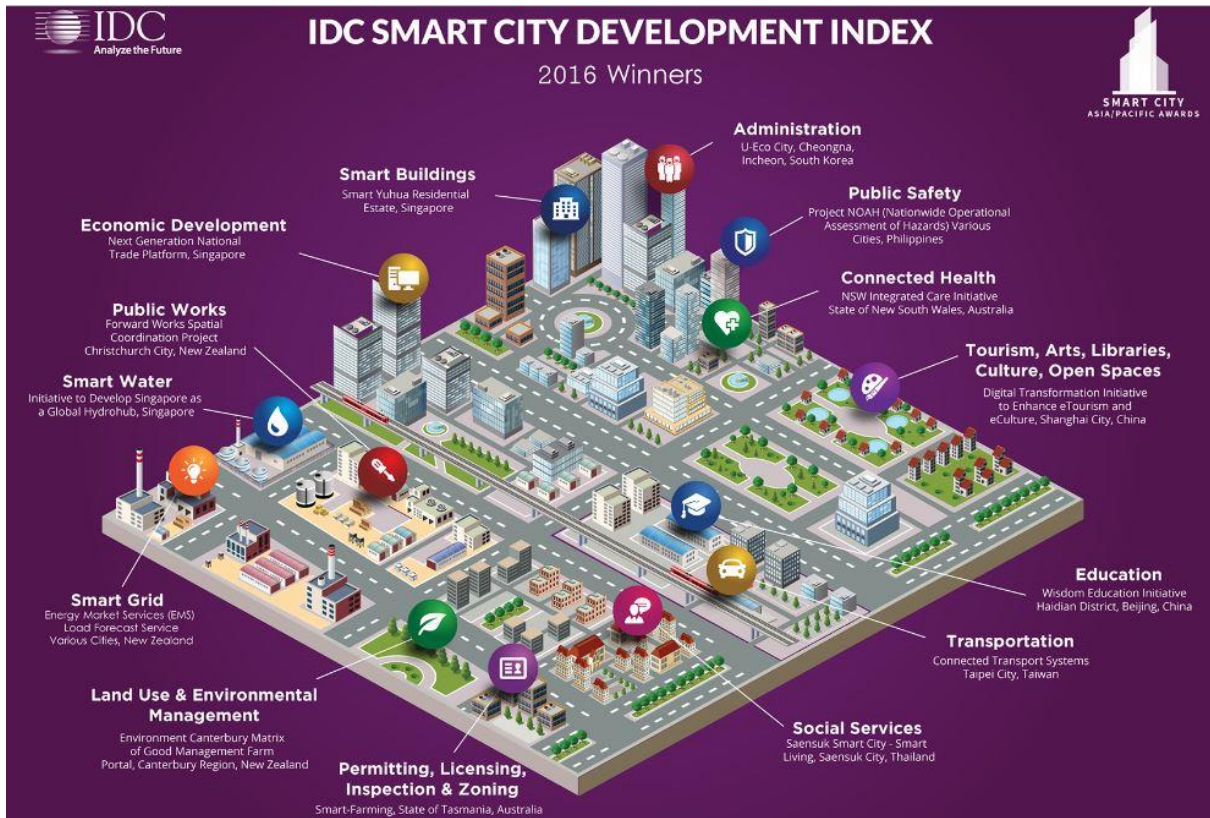 IDC
Analyze the Future
IDC SMART CITY DEVELOPMENT INDEX
2016 Winners
SMART CITY
ASIA/PACIFIC AWARDS
Administration
U-Eco City, Cheongna,
Incheon, South Korea
Smart Buildings
Smart Yuhua Residential
Estate, Singapore
Public Safety
Project NOAH (Nationwide Operational
Assessment of Hazards) Various
Cities, Philippines
Economic Development
Next Generation National
Trade Platform, Singapore
Connected Health
NSW Integrated Care Initiative
State of New South Wales, Australia
Public Works
Forward Works Spatial
Coordination Project
Christchurch City, New Zealand
Tourism, Arts, Libraries,
Culture, Open Spaces
Digital Transformation Initiative
to Enhance eTourism and
eCulture, Shanghai City, China
Smart Water
Initiative to Develop Singapore as
a Global Hydrohub, Singapore
Education
Wisdom Education Initiative
Haidian District, Beijing, China
Smart Grid
Energy Market Services (EMS)
Load Forecast Service
Various Cities, New Zealand
Transportation
Connected Transport Systems
Taipei City, Taiwan
Land Use & Environmental
Management
Environment Canterbury Matrix
of Good Management Farm
Portal, Canterbury Region, New Zealand
Social Services
Saensuk Smart City - Smart
Living, Saensuk City, Thailand
Permitting, Licensing,
Inspection & Zoning
Smart-Farming, State of Tasmania, Australia